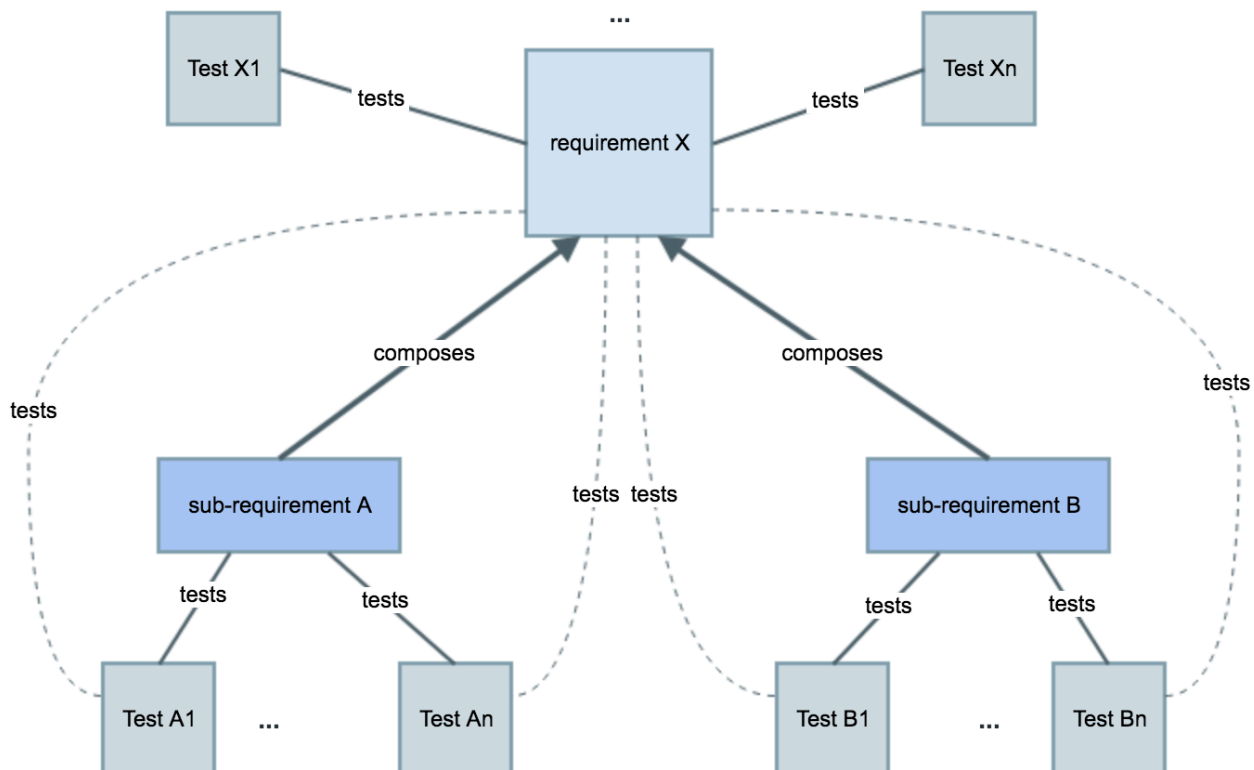 ...
Test X1
Test Xn
tests
tests
requirement X
composes
composes
tests
tests
sub-requirement A
tests
tests
sub-requirement B
tests
tests
tests
tests
Test A1
...
Test An
Test B1
...
Test Bn